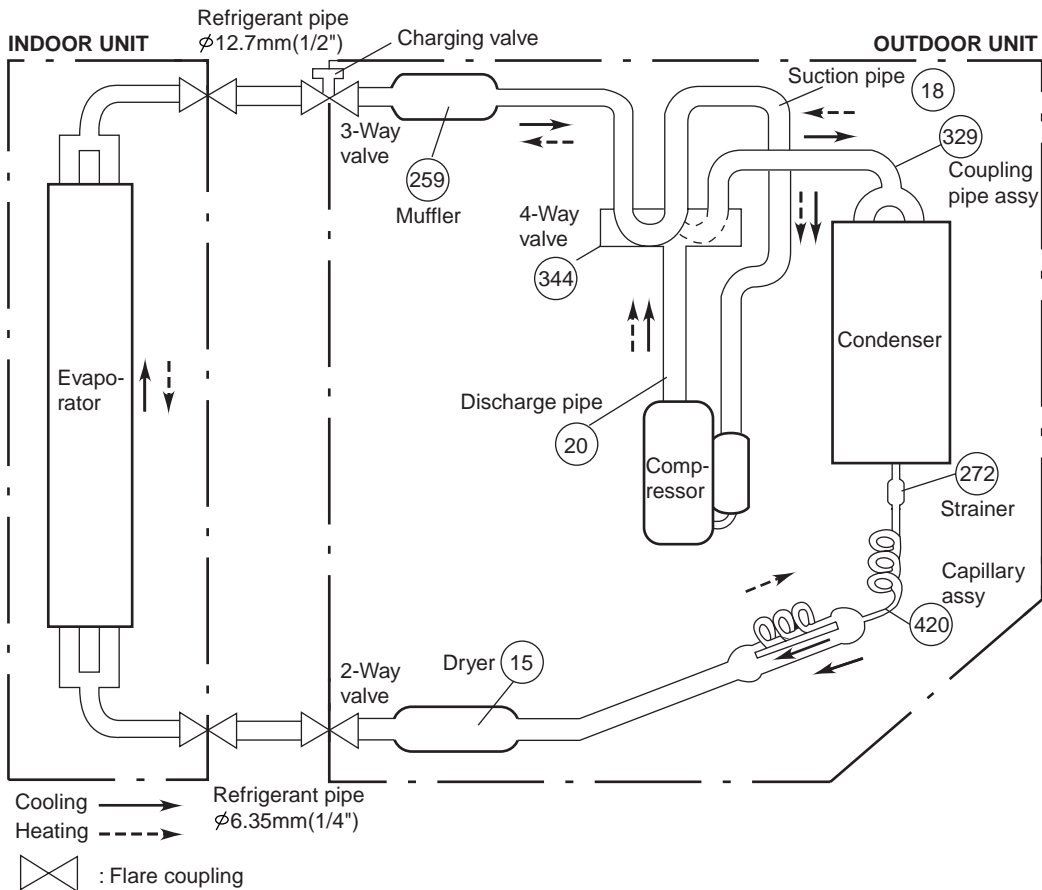 Refrigerant pipe
INDOOR UNIT
⌀12.7mm(1/2")
Charging valve
OUTDOOR UNIT
Suction pipe
18
3-Way
valve
259
Muffler
329
Coupling
pipe assy
4-Way
valve
344
Condenser
Evapo-
rator
Discharge pipe
20
Comp-
ressor
272
Strainer
Capillary
assy
420
2-Way
valve
Dryer 15
Cooling
Heating
Refrigerant pipe
⌀6.35mm(1/4")
: Flare coupling